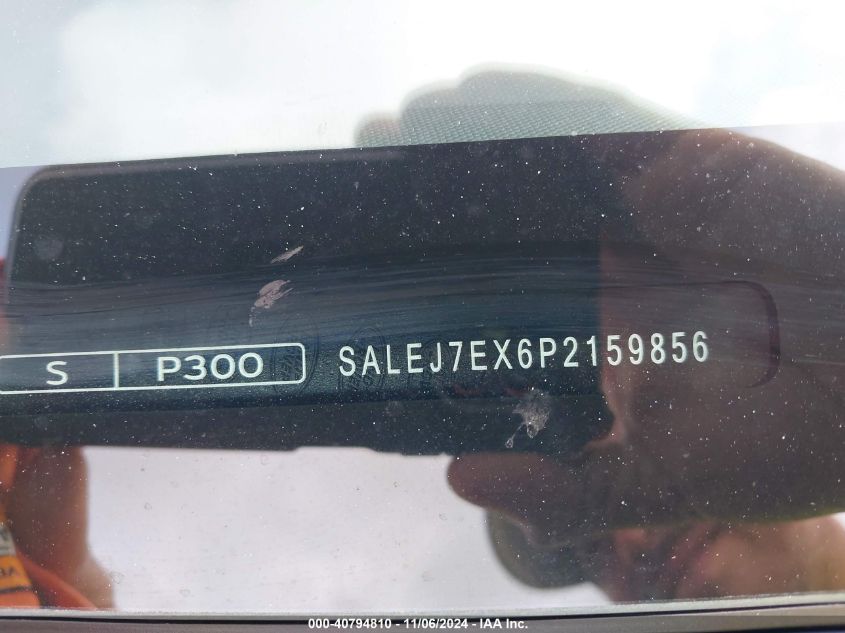 S P300 SALEJ7EX6P2159856
000-40794810 - 11/06/2024 - IAA Inc.